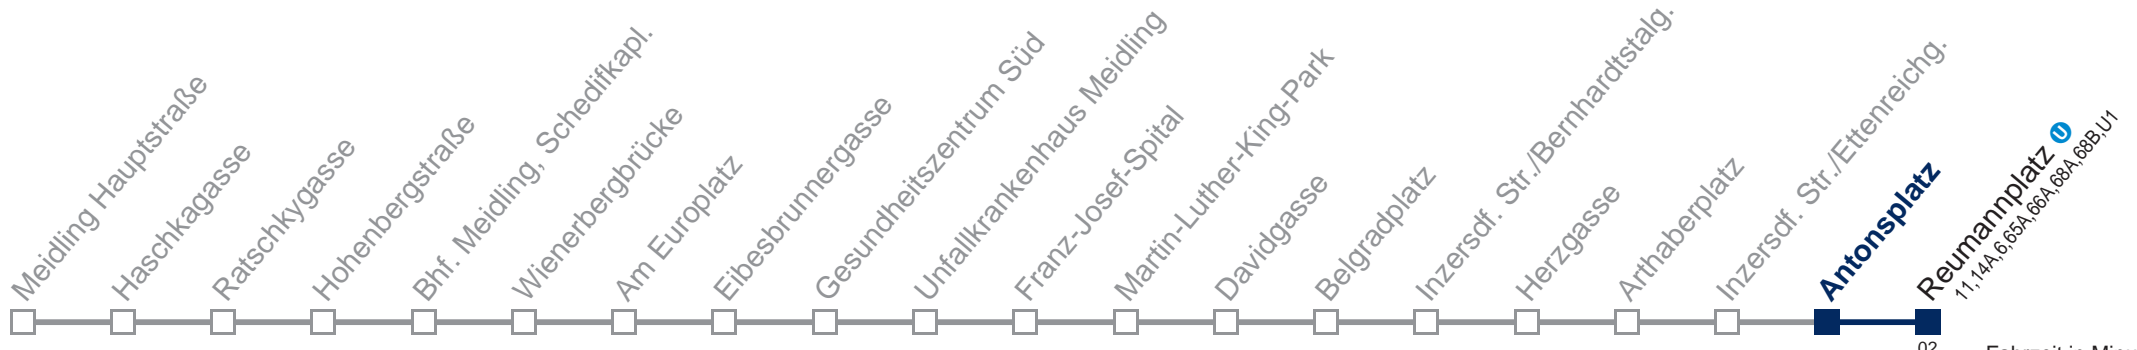 Meidling Hauptstraße
Haschkagasse
Ratschkygasse
Hohenbergstraße
Bhf. Meidling, Schedifkapl.
Wienerbergbrücke
Am Europlatz
Eibesbrunnergasse
Gesundheitszentrum Süd
Unfallkrankenhaus Meidling
Franz-Josef-Spital
Martin-Luther-King-Park
Davidgasse
Belgradplatz
Inzersdf. Str./Bernhardtstalg.
Herzgasse
Arthaberplatz
Inzersdf. Str./Ettenreichg.
Antonsplatz
Reumannplatz U
11,14A,6,65A,66A,68A,68B,U1
02